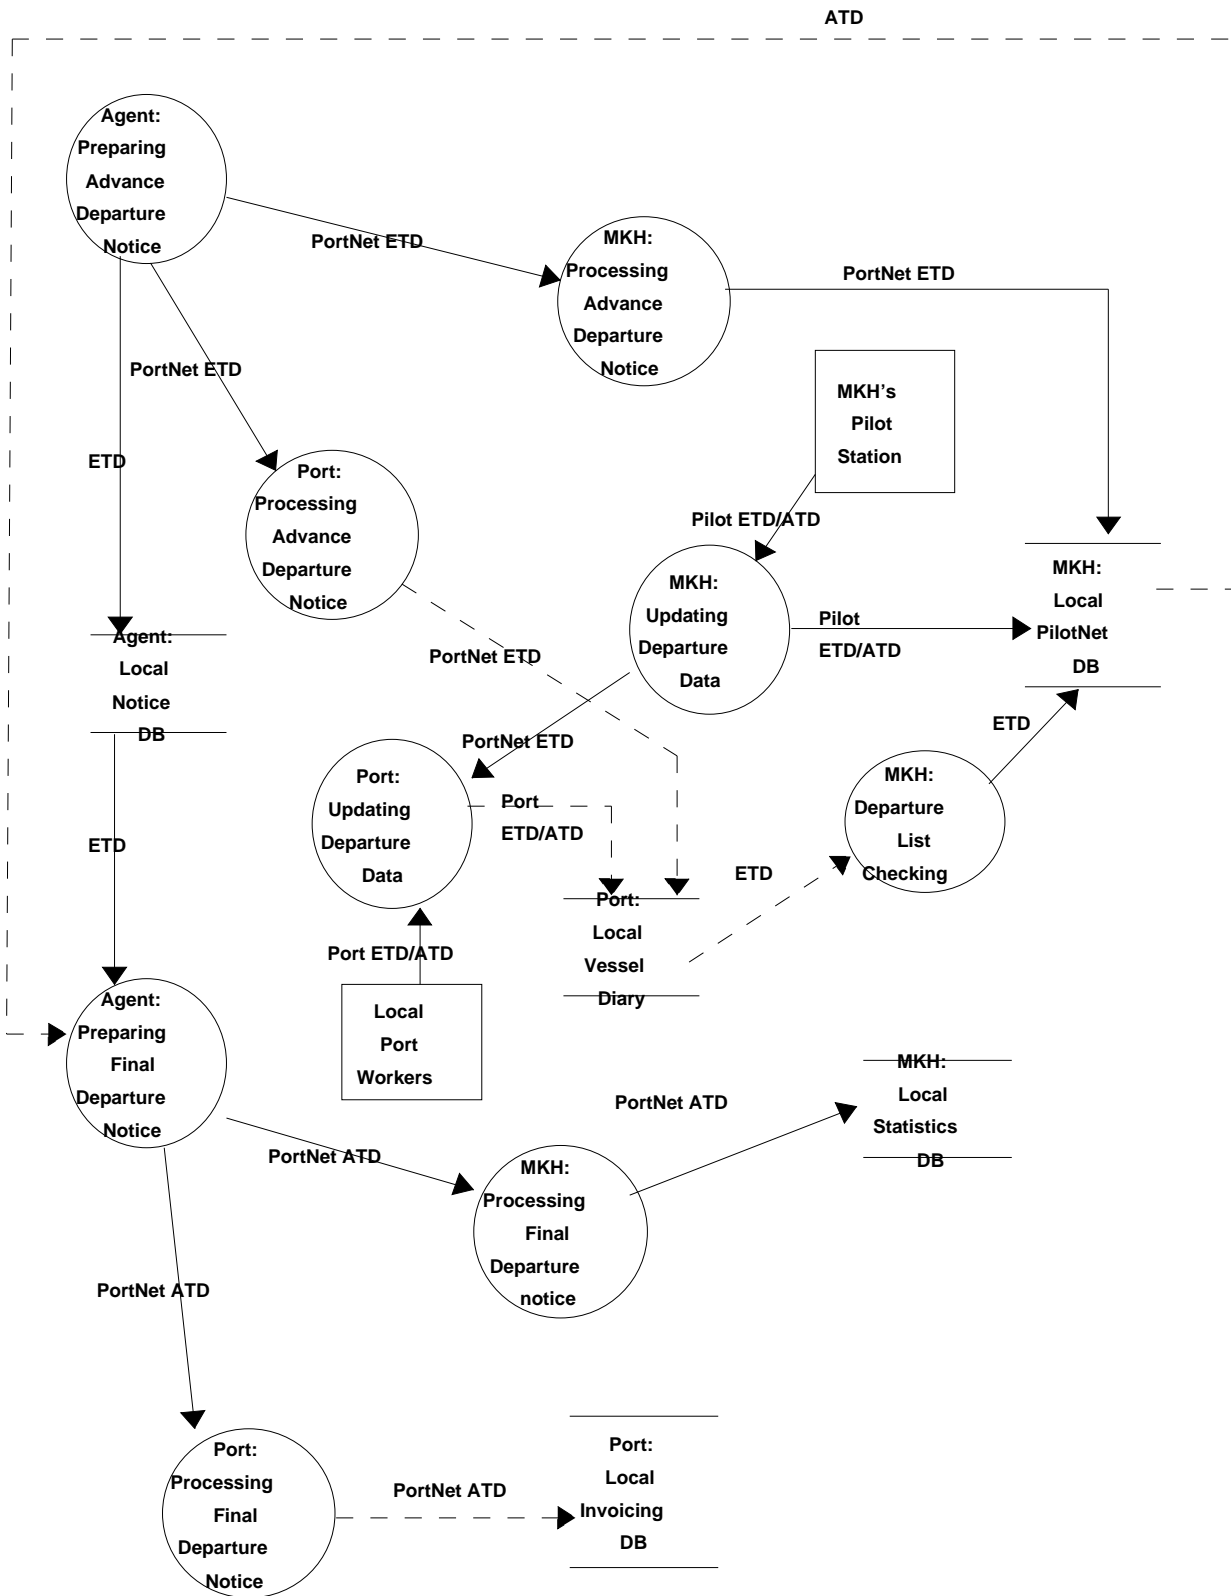 ATD
Agent:
Preparing
Advance
Departure
Notice
PortNet ETD
MKH:
Processing
Advance
Departure
Notice
PortNet ETD
PortNet ETD
MKH's
Pilot
Station
ETD
Port:
Processing
Advance
Departure
Notice
Pilot ETD/ATD
MKH:
Updating
Departure
Data
Pilot
ETD/ATD
MKH:
Local
PilotNet
DB
Agent:
Local
Notice
DB
PortNet ETD
PortNet ETD
ETD
Port:
Updating
Departure
Data
Port
ETD/ATD
MKH:
Departure
List
Checking
ETD
ETD
Port:
Local
Vessel
Diary
Port ETD/ATD
Local
Port
Workers
Agent:
Preparing
Final
Departure
Notice
MKH:
Local
Statistics
DB
PortNet ATD
PortNet ATD
MKH:
Processing
Final
Departure
notice
PortNet ATD
Port:
Processing
Final
Departure
Notice
PortNet ATD
Port:
Local
Invoicing
DB